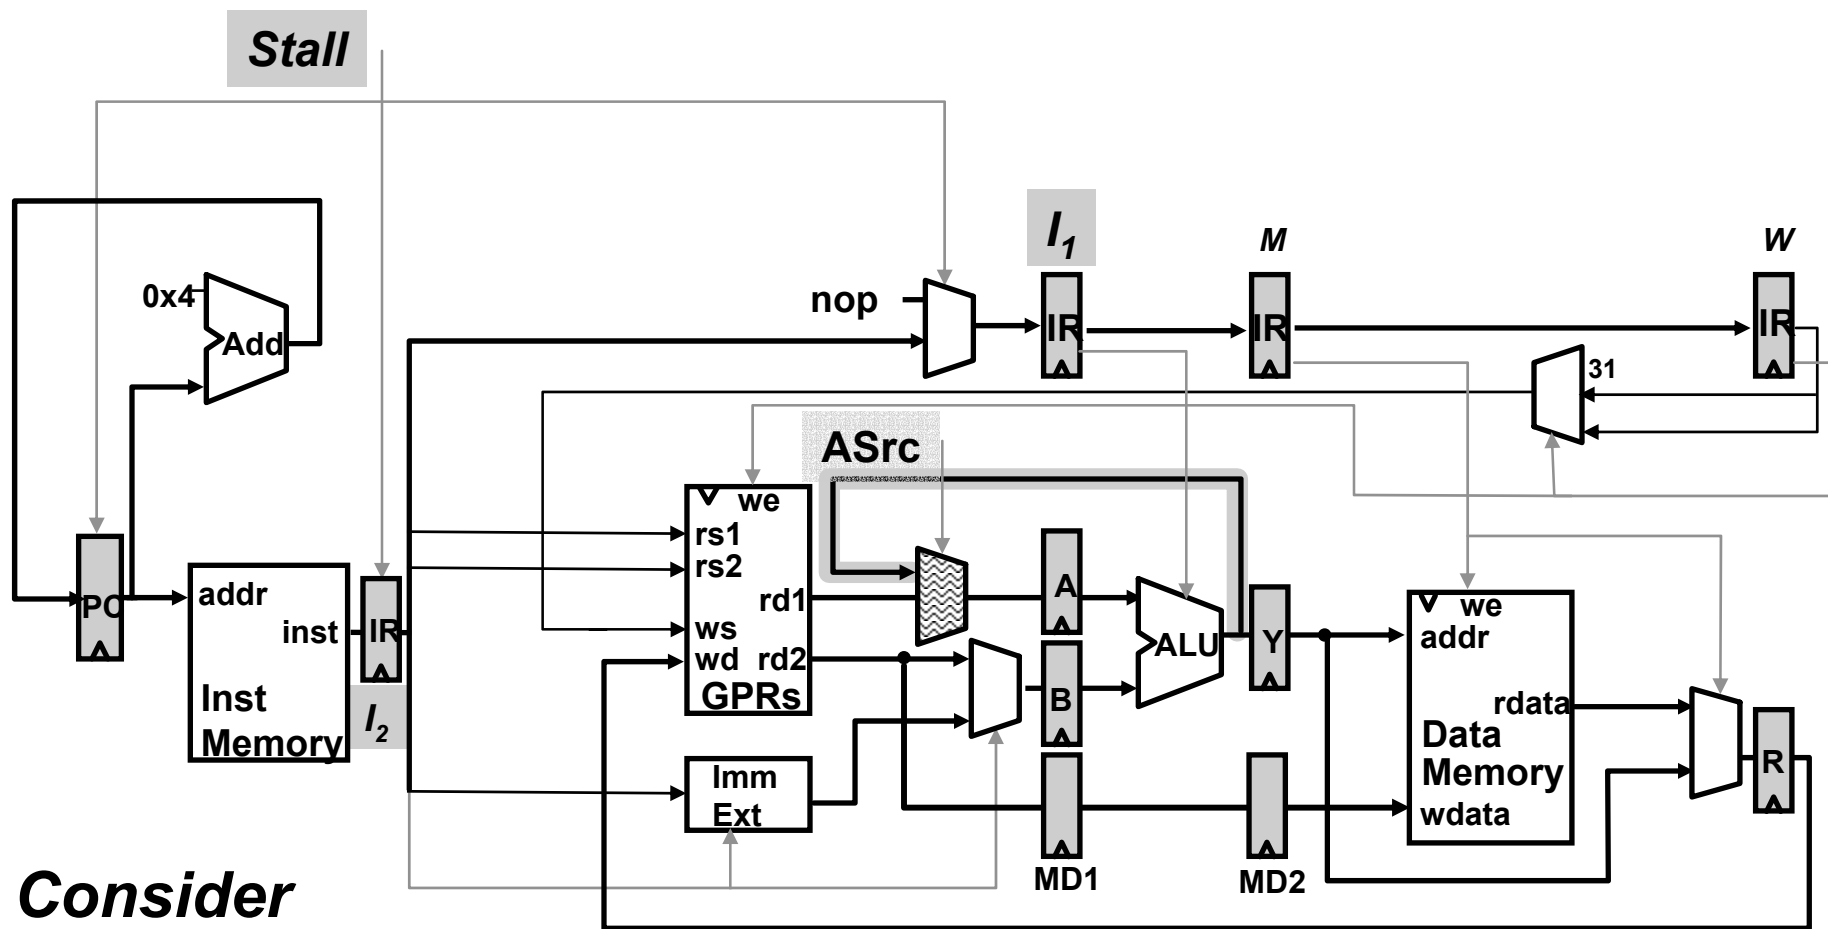 Stall
I1
M
W
0x4
nop
IR
IR
IR
Add
31
ASrc
we
rs1
rs2
PC
addr
rd1
A
we
inst
IR
ws
ALU
Y
addr
wd
rd2
Inst
GPRs
B
rdata
Memory
I2
Data
Imm
Memory
R
Ext
wdata
MD1
MD2
Consider